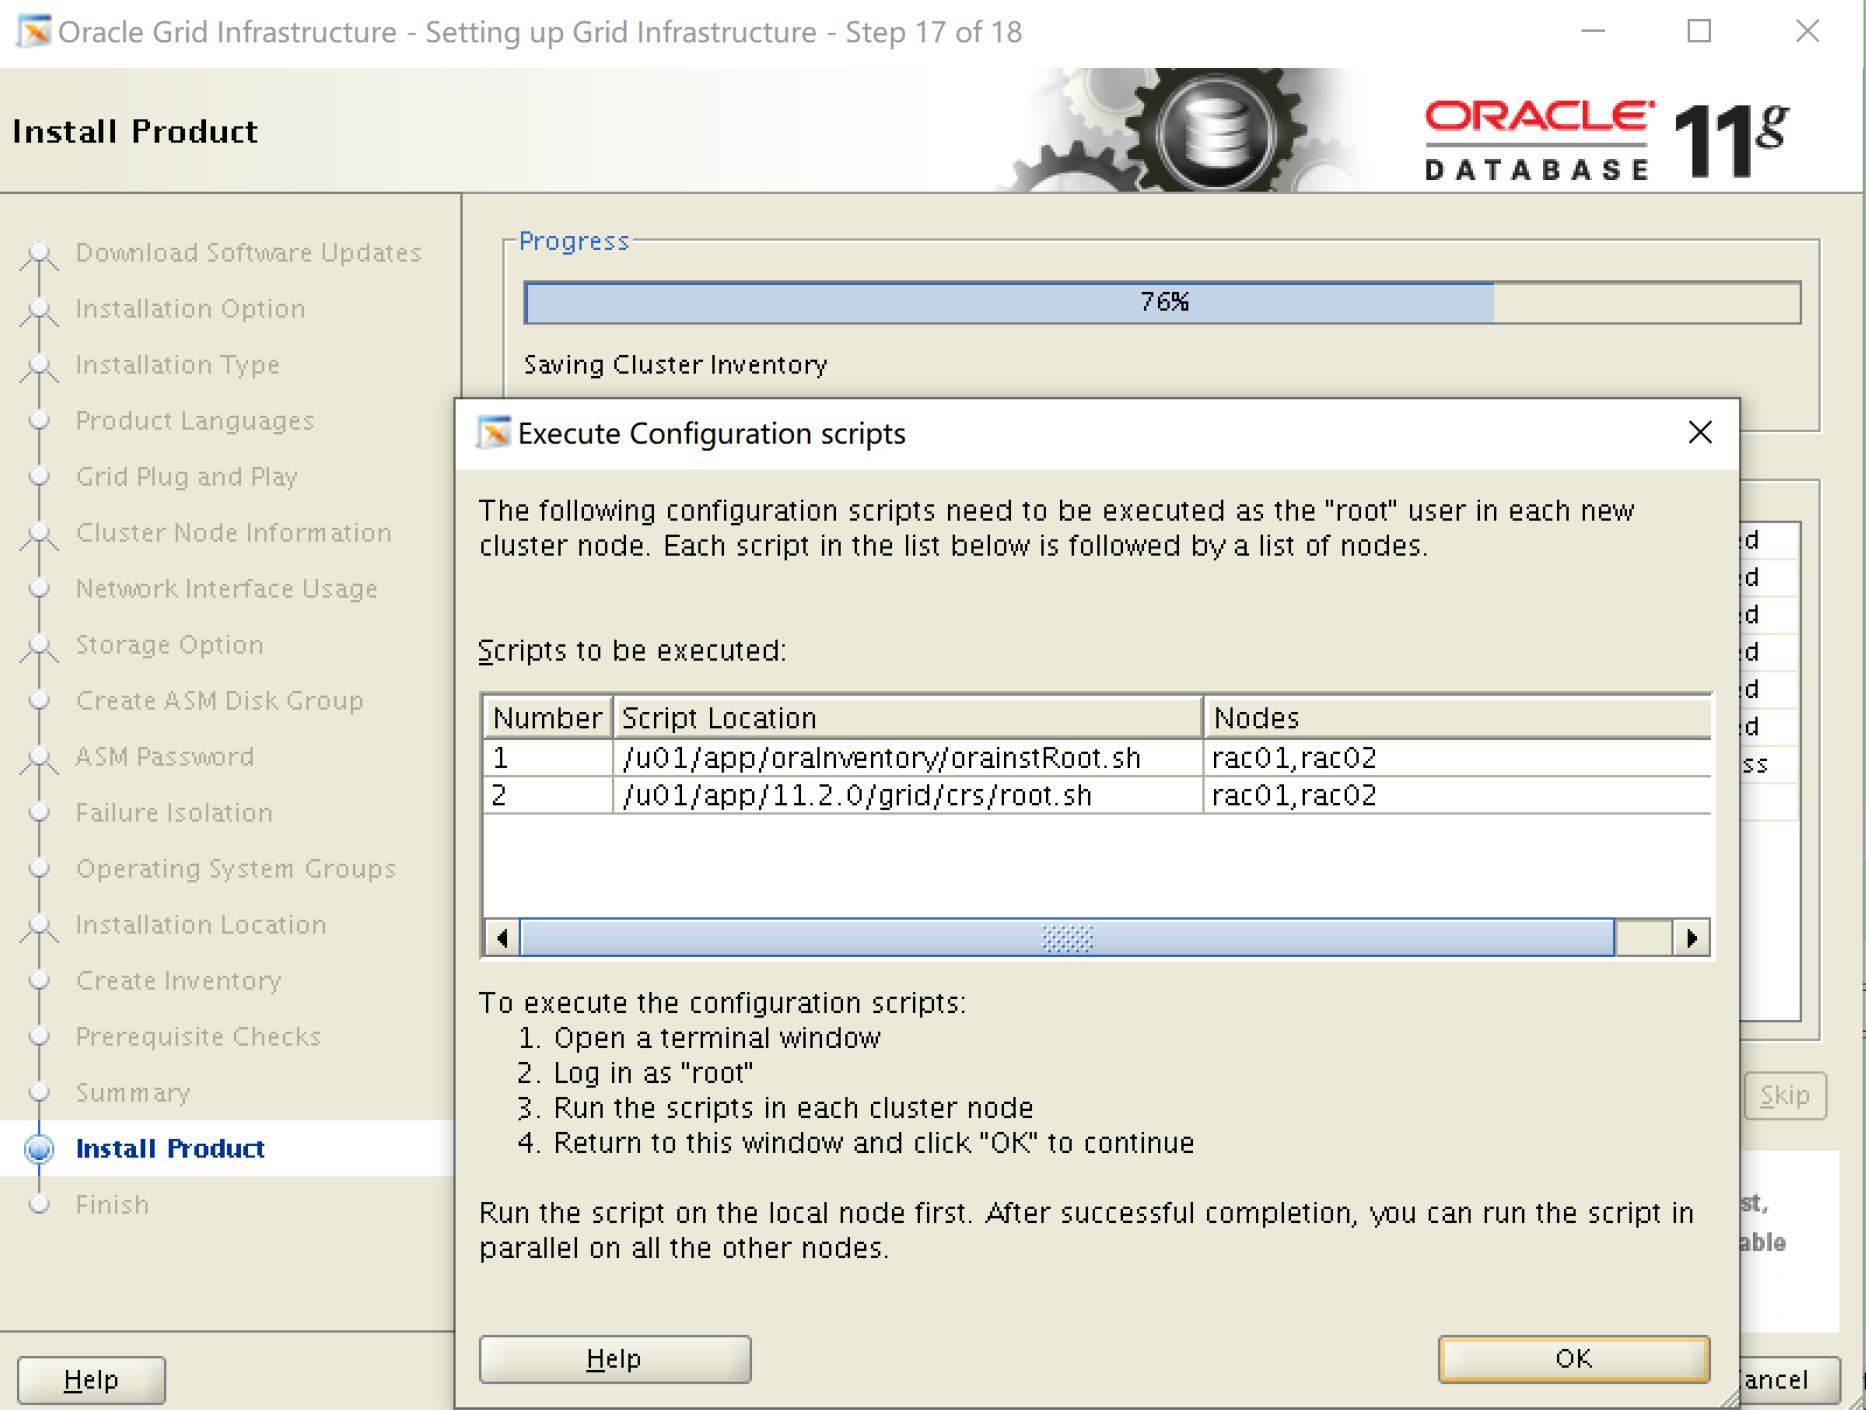 Oracle Grid Infrastructure - Setting up Grid Infrastructure - Step 17 of 18
Install Product
ORACLE
DATABASE
11g
Download Software Updates
Installation Option
Installation Type
Product Languages
Grid Plug and Play
Cluster Node Information
Network Interface Usage
Storage Option
Create ASM Disk Group
ASM Password
Failure Isolation
Operating System Groups
Installation Location
Create Inventory
Prerequisite Checks
Summary
Install Product
Finish
Help
Progress
76%
Saving Cluster Inventory
Execute Configuration scripts
The following configuration scripts need to be executed as the "root" user in each new
cluster node. Each script in the list below is followed by a list of nodes.
Scripts to be executed:
Number Script Location Nodes
1 /u01/app/oraInventory/orainstRoot.sh rac01,rac02
2 /u01/app/11.2.0/grid/crs/root.sh rac01,rac02
To execute the configuration scripts:
1. Open a terminal window
2. Log in as "root"
3. Run the scripts in each cluster node
4. Return to this window and click "OK" to continue
Run the script on the local node first. After successful completion, you can run the script in
parallel on all the other nodes.
Help
OK
Skip